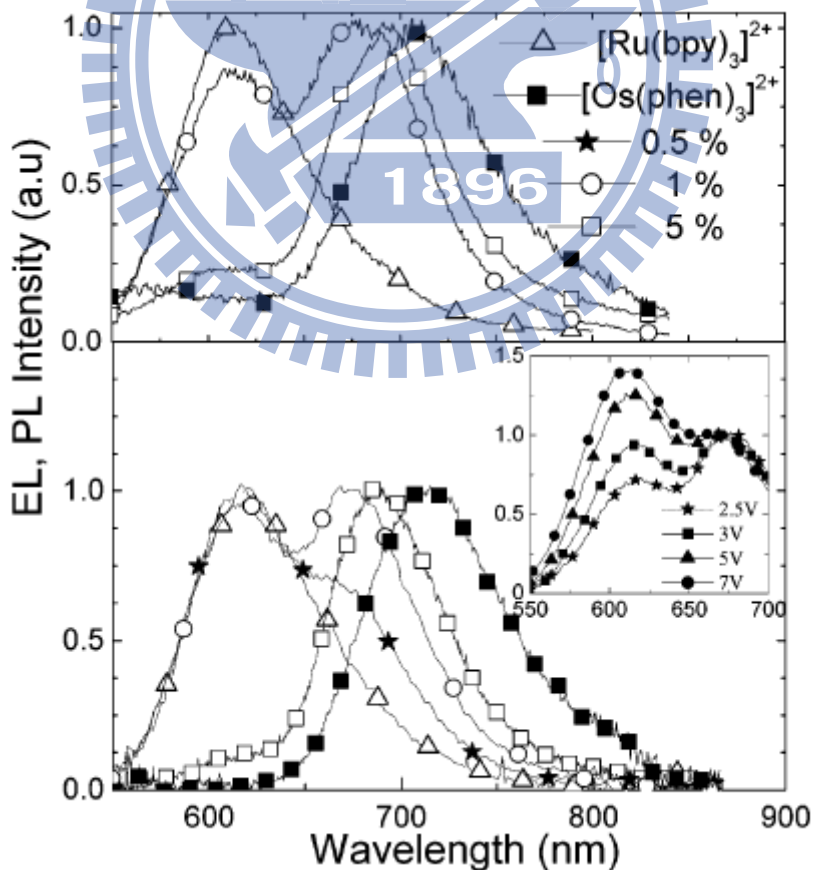 EL, PL Intensity (a.u)
1.0
0.5
0.0
[Ru(bpy)3]2+
[Os(phen)3]2+
0.5 %
1 %
5 %
1896
1.0
0.5
0.0
1.5
1.0
0.5
0
2.5V
3V
5V
7V
550 600 650 700
600 700 800 900
Wavelength (nm)